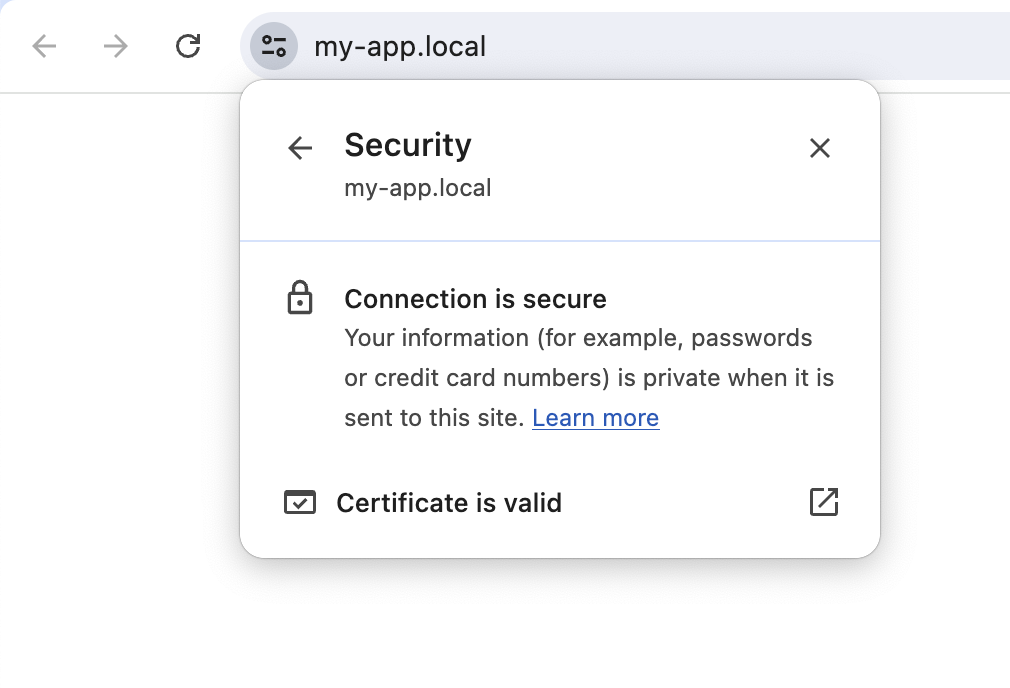 my-app.local
Security
my-app.local
Connection is secure
Your information (for example, passwords
or credit card numbers) is private when it is
sent to this site. Learn more
Certificate is valid